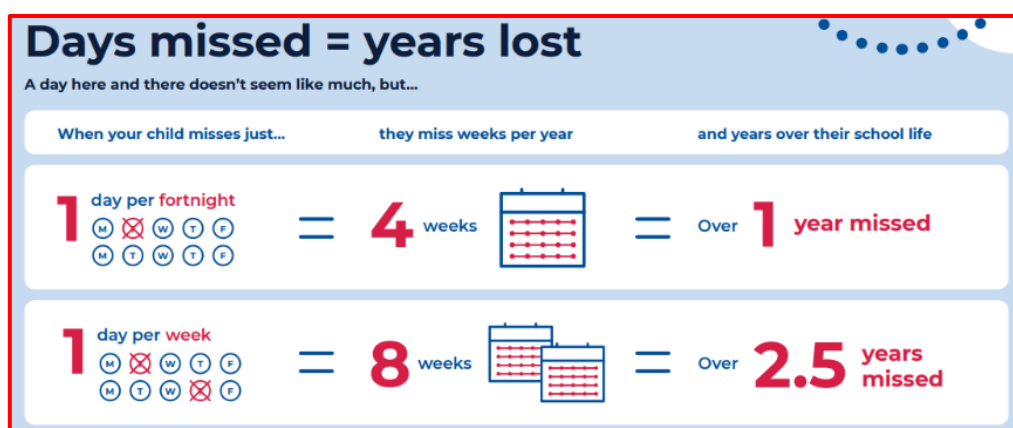 Days missed = years lost
A day here and there doesn't seem like much, but...
When your child misses just... they miss weeks per year and years over their school life
1 day per fortnight = 4 weeks = Over 1 year missed
M T W T F
M T W T F
1 day per week = 8 weeks = Over 2.5 years missed
M T W T F
M T W T F